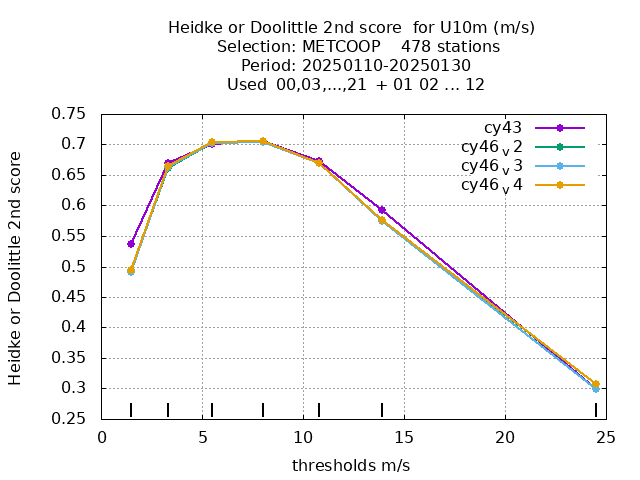 Heidke or Doolittle 2nd score  for U10m (m/s)
Selection: METCOOP    478 stations
Period: 20250110-20250130
Used  00,03,...,21  + 01 02 ... 12
Heidke or Doolittle 2nd score
0.75
0.7
0.65
0.6
0.55
0.5
0.45
0.4
0.35
0.3
0.25
cy43
cy46v2
cy46v3
cy46v4
0
5
10
15
20
25
thresholds m/s